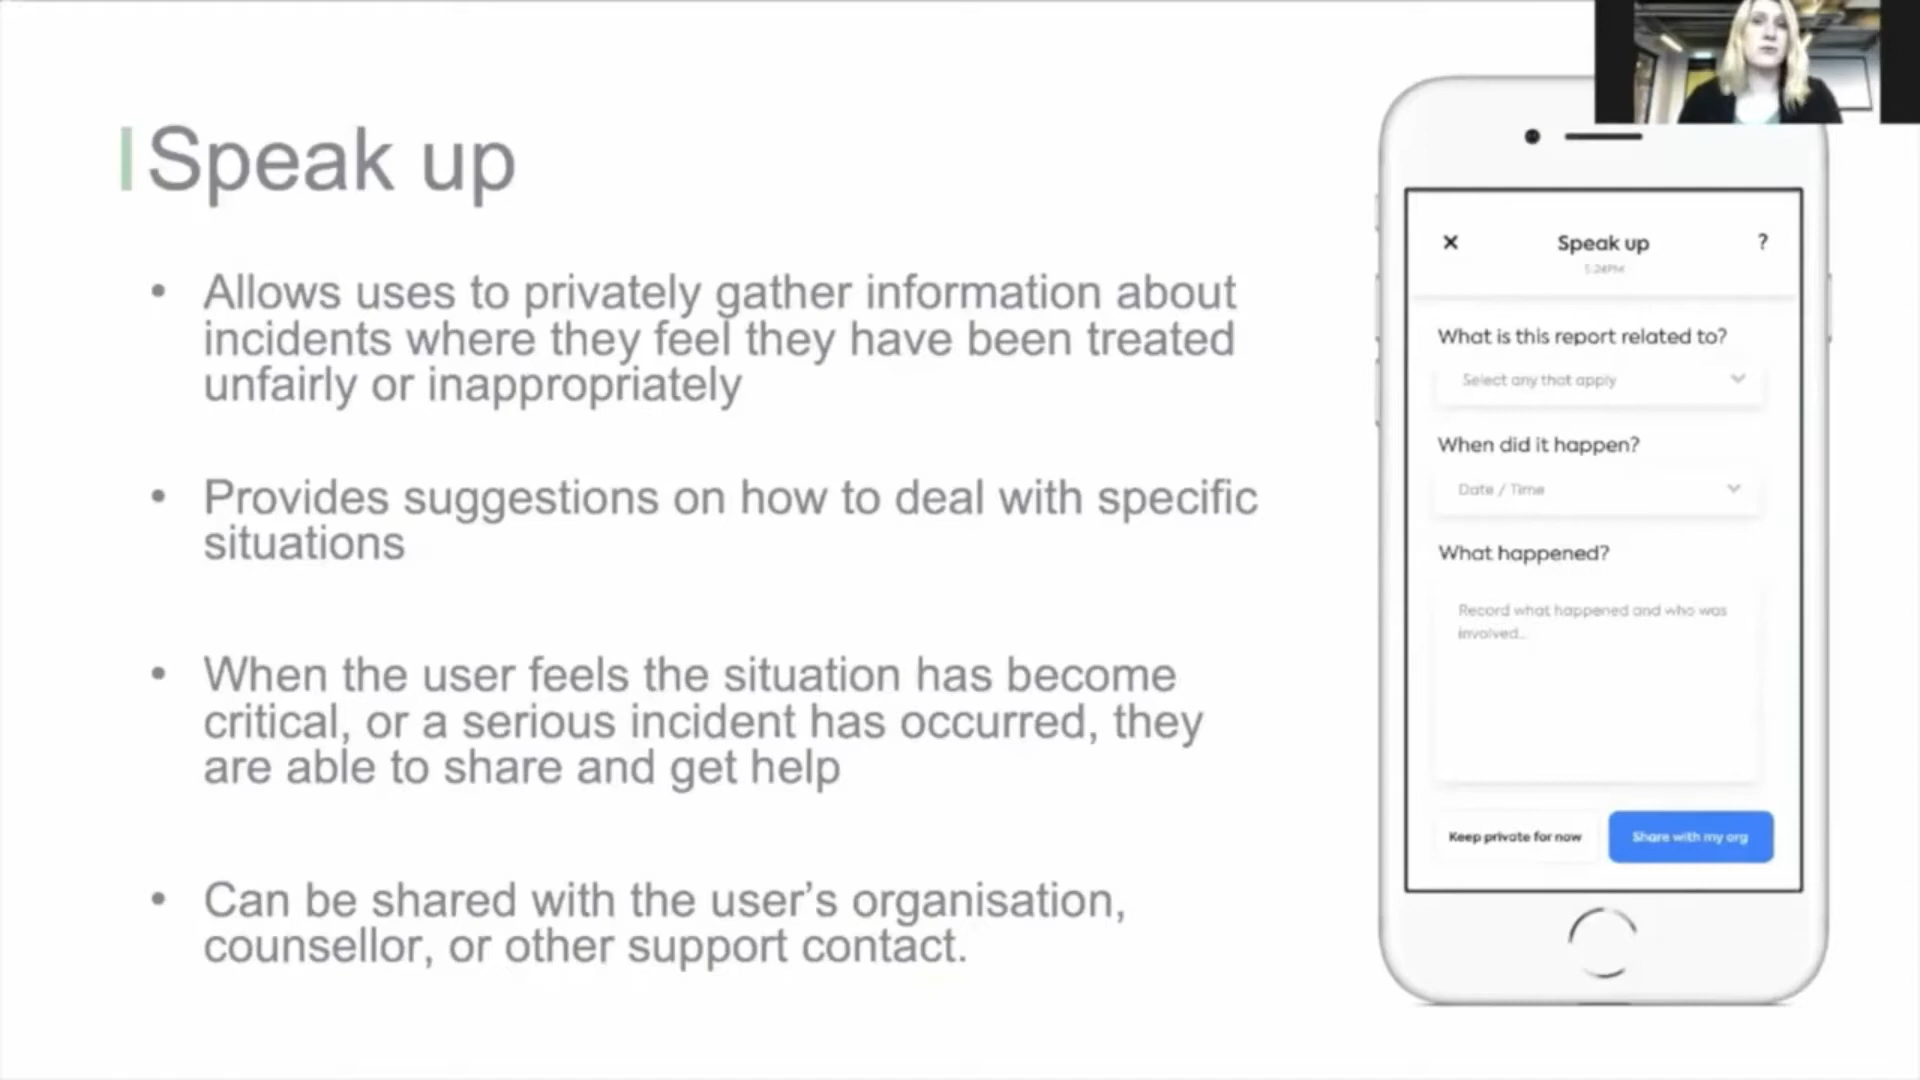 Speak up
• Allows uses to privately gather information about
incidents where they feel they have been treated
unfairly or inappropriately
• Provides suggestions on how to deal with specific
situations
• When the user feels the situation has become
critical, or a serious incident has occurred, they
are able to share and get help
• Can be shared with the user’s organisation,
counsellor, or other support contact.
× Speak up ?
5:24PM
What is this report related to?
Select any that apply
When did it happen?
Date / Time
What happened?
Record what happened and who was
involved...
Keep private for now Share with my org